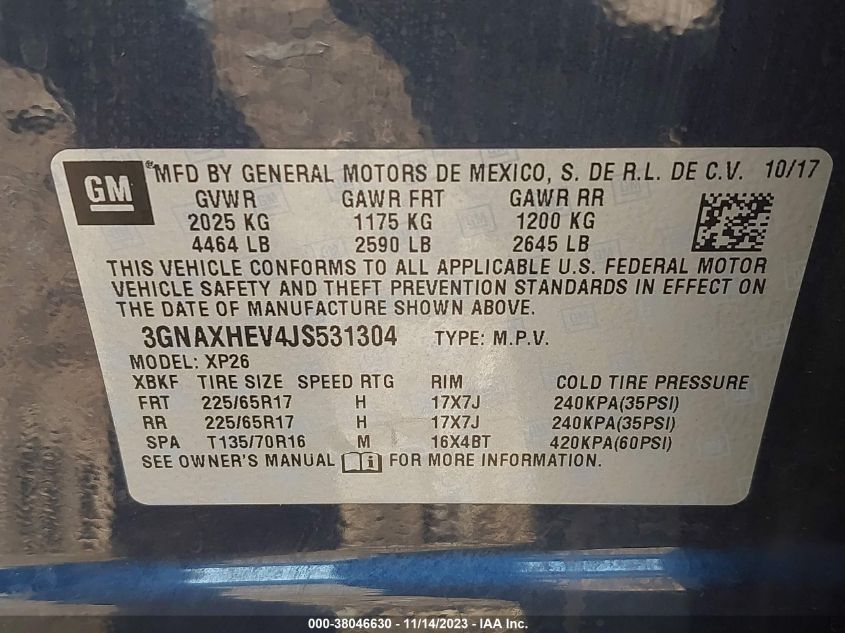 GM
® MFD BY GENERAL MOTORS DE MEXICO, S. DE R.L. DE C.V. 10/17
GVWR GAWR FRT GAWR RR
2025 KG 1175 KG 1200 KG
4464 LB 2590 LB 2645 LB
THIS VEHICLE CONFORMS TO ALL APPLICABLE U.S. FEDERAL MOTOR
VEHICLE SAFETY AND THEFT PREVENTION STANDARDS IN EFFECT ON
THE DATE OF MANUFACTURE SHOWN ABOVE.
3GNAXHEV4JS531304 TYPE: M.P.V.
MODEL: XP26
XBKF TIRE SIZE SPEED RTG RIM COLD TIRE PRESSURE
FRT 225/65R17 H 17X7J 240KPA(35PSI)
RR 225/65R17 H 17X7J 240KPA(35PSI)
SPA T135/70R16 M 16X4BT 420KPA(60PSI)
SEE OWNER'S MANUAL i FOR MORE INFORMATION.
000-38046630 - 11/14/2023 - IAA Inc.